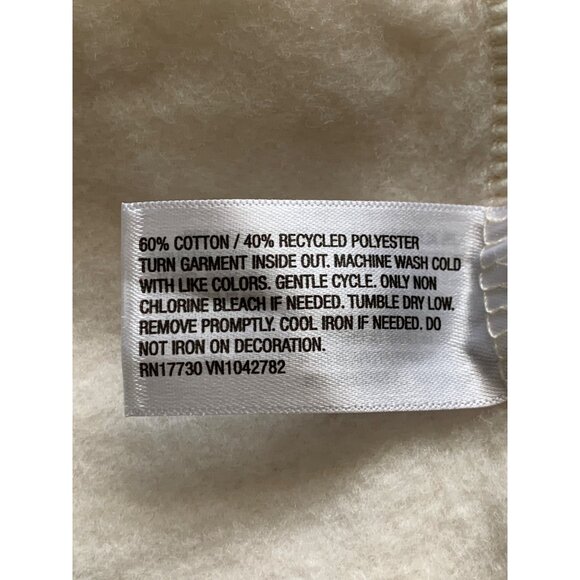 60% COTTON / 40% RECYCLED POLYESTER
TURN GARMENT INSIDE OUT. MACHINE WASH COLD
WITH LIKE COLORS. GENTLE CYCLE. ONLY NON
CHLORINE BLEACH IF NEEDED. TUMBLE DRY LOW.
REMOVE PROMPTLY. COOL IRON IF NEEDED. DO
NOT IRON ON DECORATION.
RN17730 VN1042782